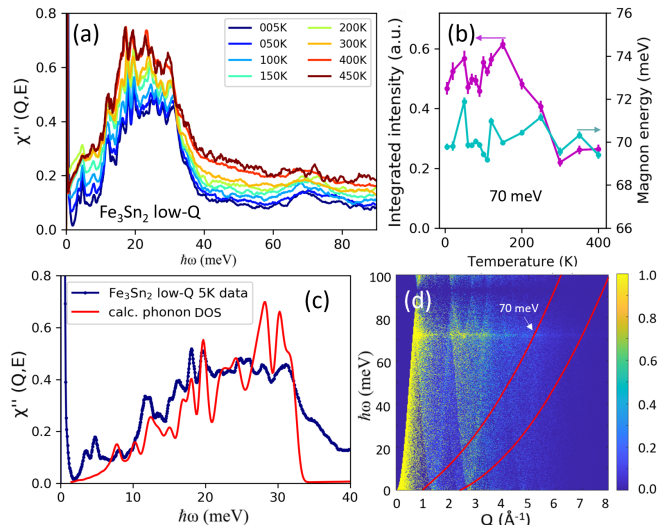 (a)
χ′′ (Q,E)
0.8
0.6
0.4
0.2
0.0
005K
050K
100K
150K
200K
300K
400K
450K
Fe₃Sn₂ low-Q
0
20
40
60
80
ℏω (meV)
(b)
Integrated intensity (a.u.)
0.6
0.4
0.2
0.0
Magnon energy (meV)
76
74
72
70
68
66
70 meV
0
100
200
300
400
Temperature (K)
(c)
χ′′ (Q,E)
0.8
0.6
0.4
0.2
0.0
Fe₃Sn₂ low-Q 5K data
calc. phonon DOS
0
10
20
30
40
ℏω (meV)
(d)
ℏω (meV)
100
80
60
40
20
0
70 meV
0
1
2
3
4
5
6
7
8
Q (Å⁻¹)
1.0
0.8
0.6
0.4
0.2
0.0